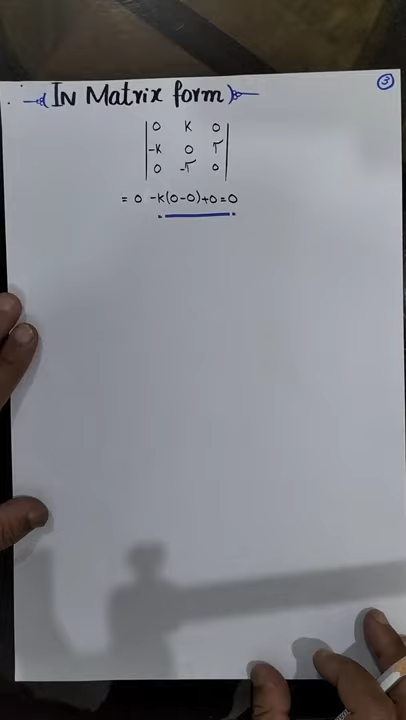 In Matrix form
3
0 K 0
-K 0 τ
0 -τ 0
= 0 -K(0-0)+0=0